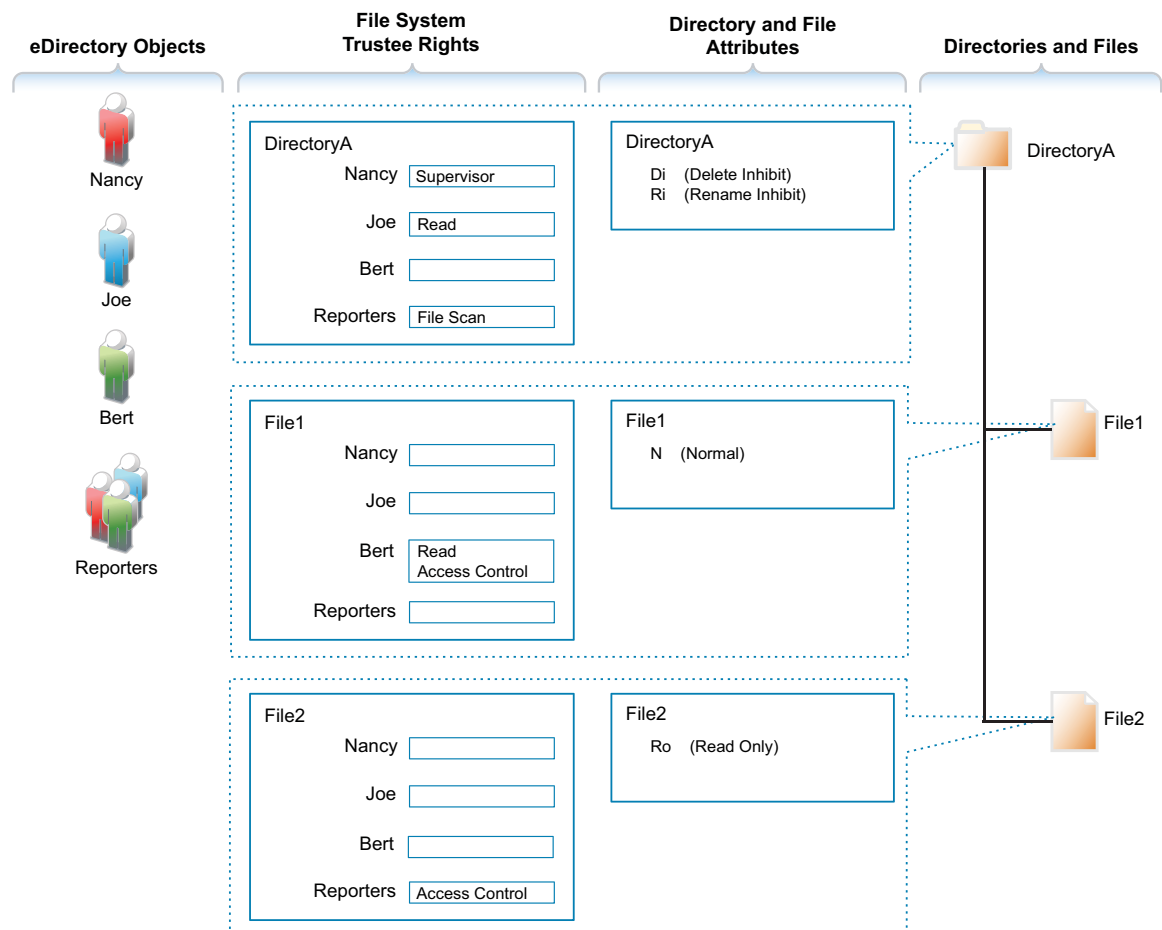 eDirectory Objects
File System
Trustee Rights
Directory and File
Attributes
Directories and Files
Nancy
Joe
Bert
Reporters
DirectoryA
Nancy Supervisor
Joe Read
Bert
Reporters File Scan
DirectoryA
Di (Delete Inhibit)
Ri (Rename Inhibit)
DirectoryA
File1
Nancy
Joe
Bert Read
Access Control
Reporters
File1
N (Normal)
File1
File2
Nancy
Joe
Bert
Reporters Access Control
File2
Ro (Read Only)
File2